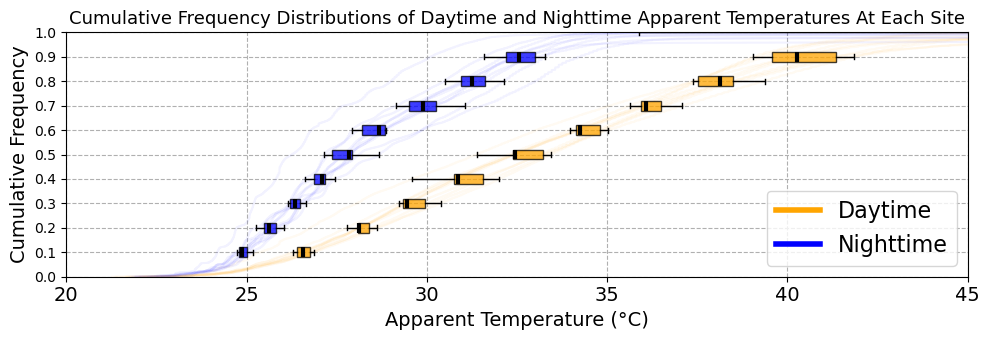 Cumulative Frequency Distributions of Daytime and Nighttime Apparent Temperatures At Each Site
Cumulative Frequency
1.0
0.9
0.8
0.7
0.6
0.5
0.4
0.3
0.2
0.1
0.0
Daytime
Nighttime
20 25 30 35 40 45
Apparent Temperature (°C)